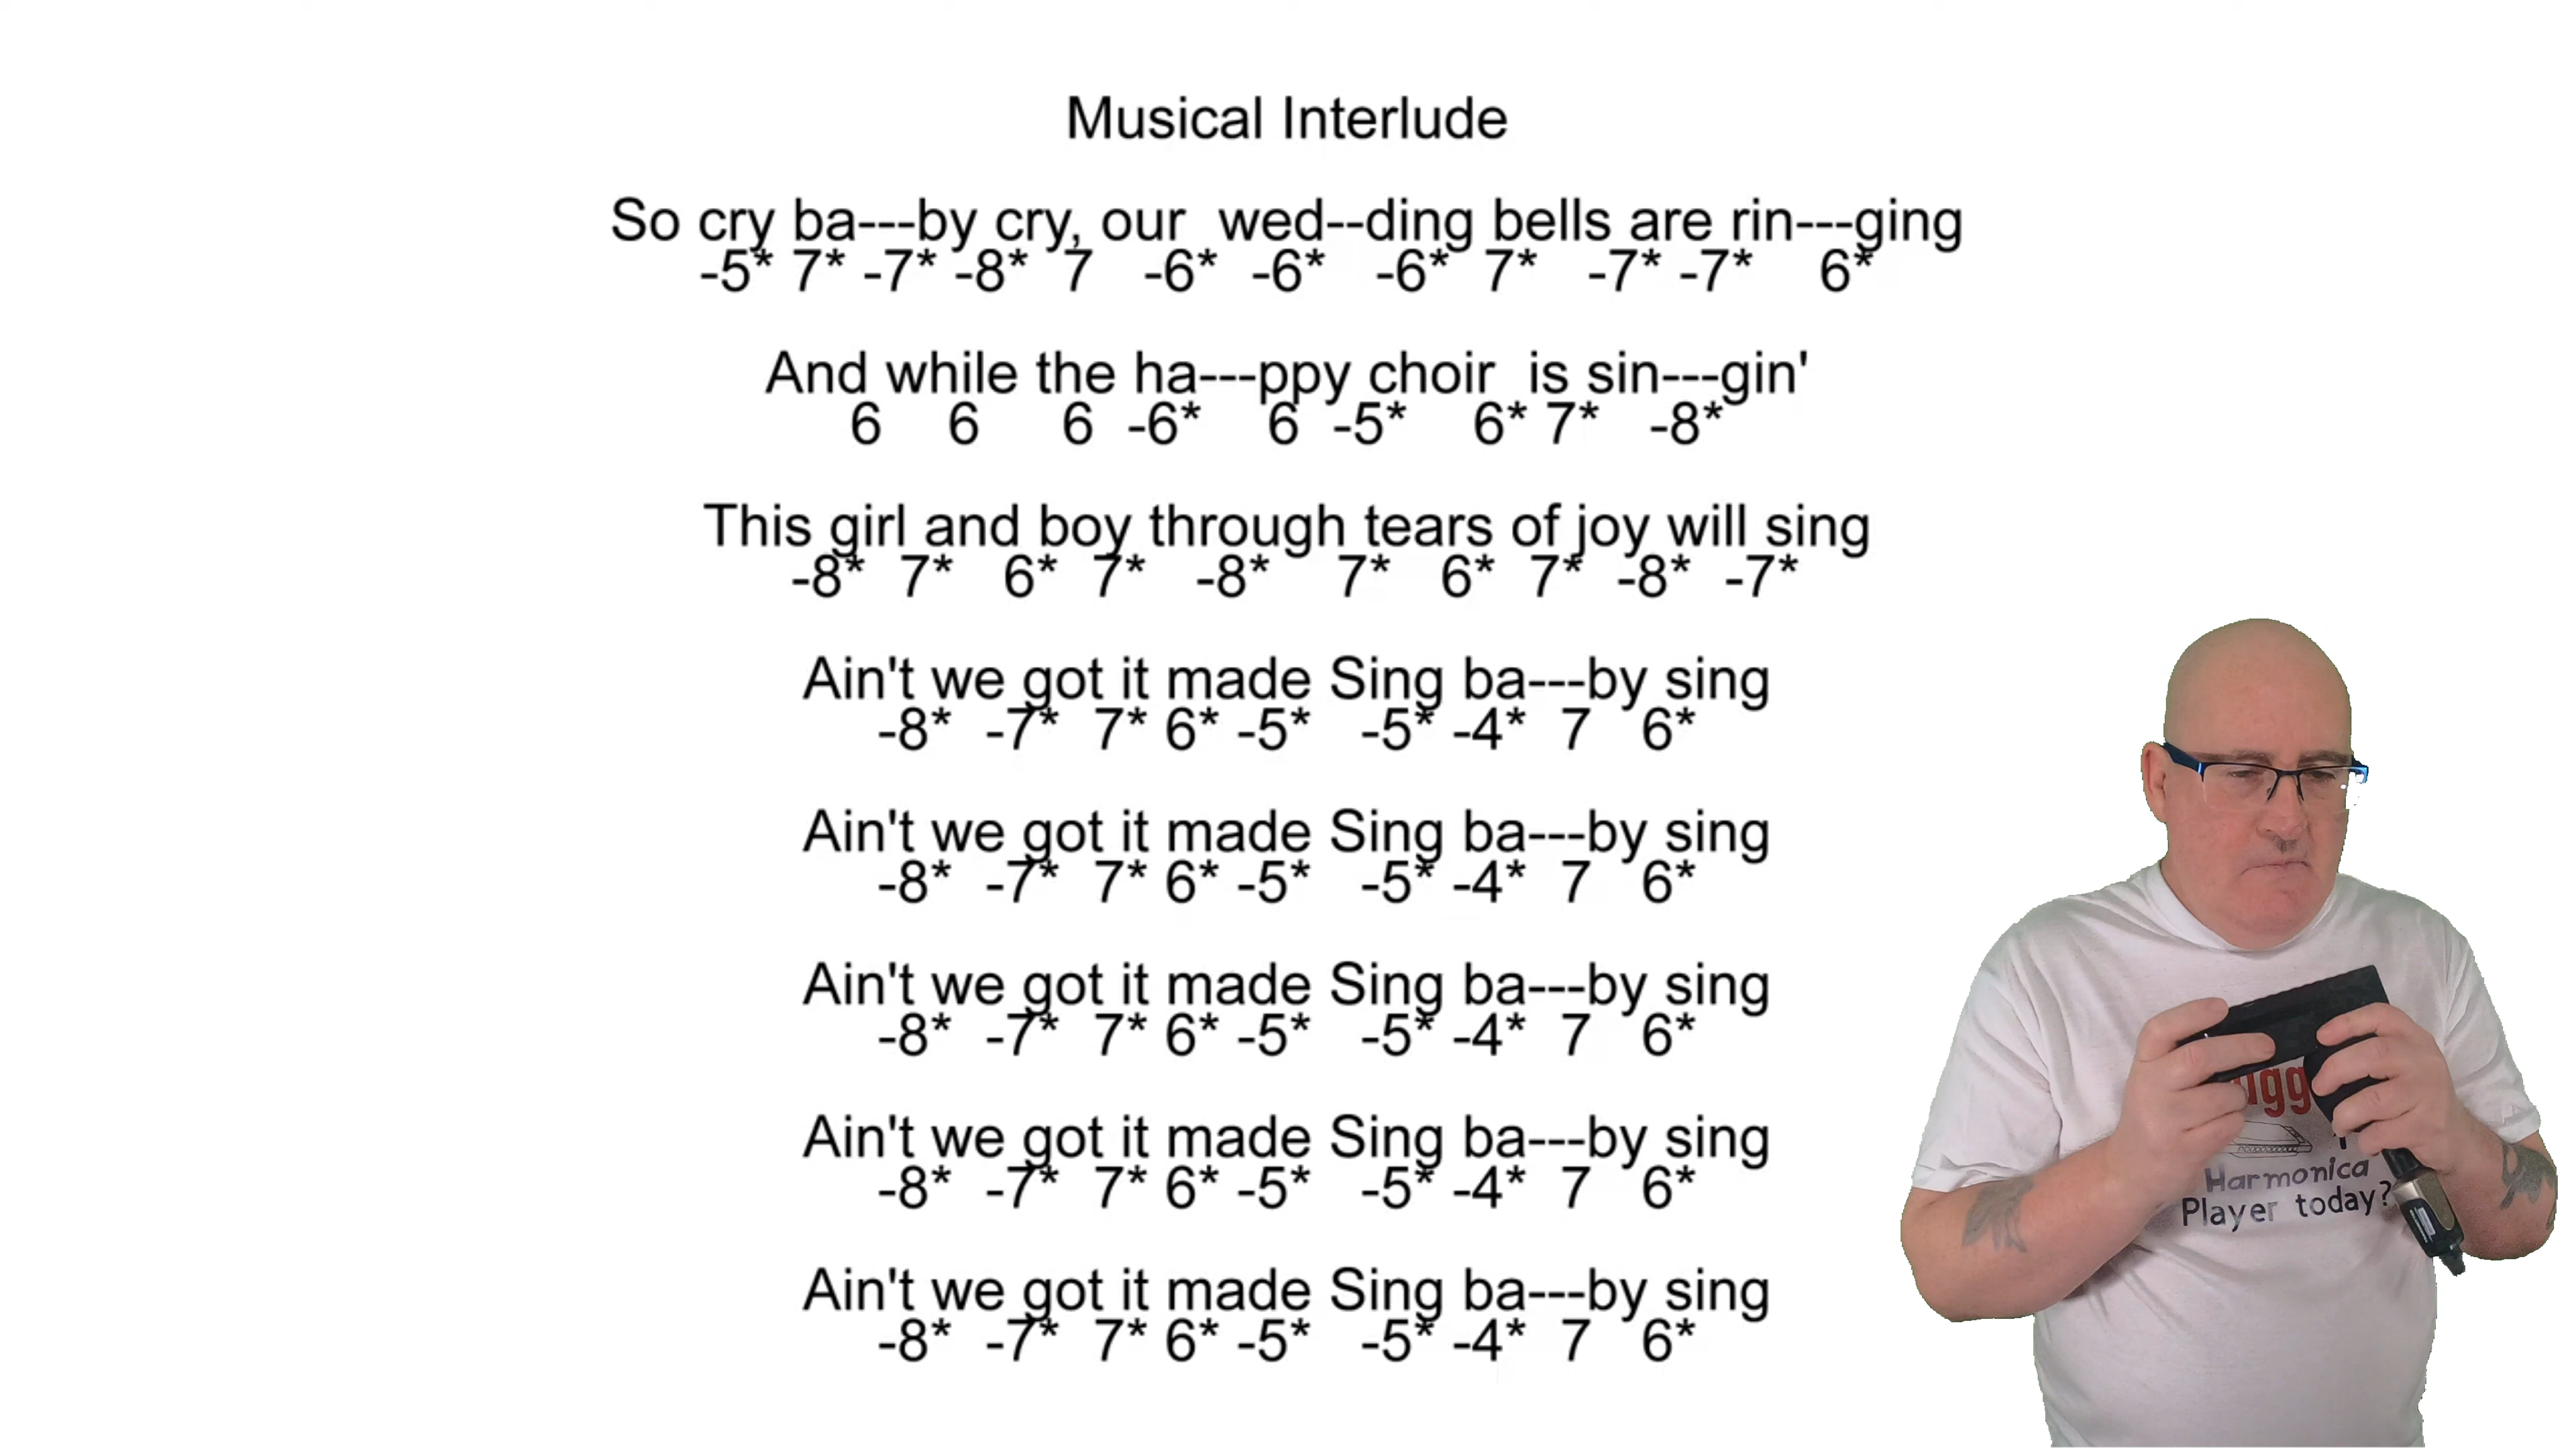 Musical Interlude
So cry ba---by cry, our  wed--ding bells are rin---ging
-5* 7* -7* -8* 7 -6* -6* -6* 7* -7* -7* 6*
And while the ha---ppy choir  is sin---gin'
6 6 6 -6* 6 -5* 6* 7* -8*
This girl and boy through tears of joy will sing
-8* 7* 6* 7* -8* 7* 6* 7* -8* -7*
Ain't we got it made Sing ba---by sing
-8* -7* 7* 6* -5* -5* -4* 7 6*
Ain't we got it made Sing ba---by sing
-8* -7* 7* 6* -5* -5* -4* 7 6*
Ain't we got it made Sing ba---by sing
-8* -7* 7* 6* -5* -5* -4* 7 6*
Ain't we got it made Sing ba---by sing
-8* -7* 7* 6* -5* -5* -4* 7 6*
Ain't we got it made Sing ba---by sing
-8* -7* 7* 6* -5* -5* -4* 7 6*
Harmonica
Player today?